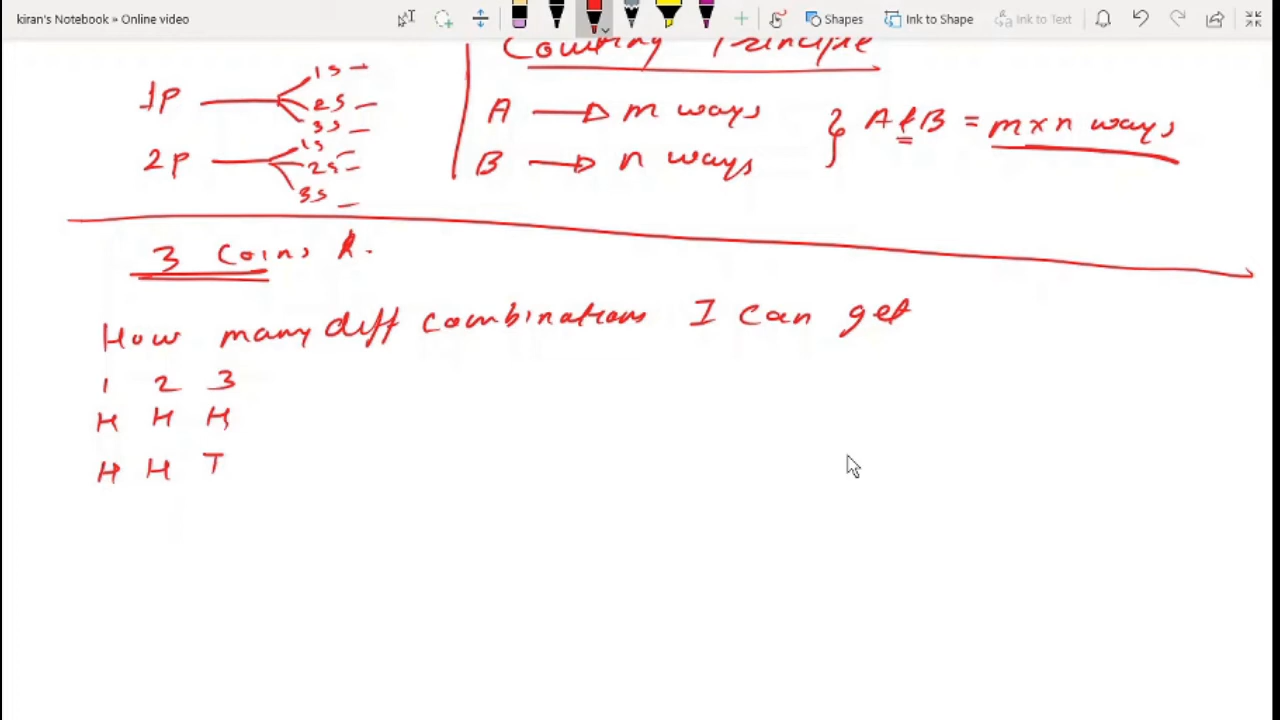 kiran's Notebook » Online video
Shapes
Ink to Shape
Ink to Text
Counting Principle
1P
1S
2S
3S
2P
1S
2S
3S
A → m ways
B → n ways
} A & B = m x n ways
3 Coins
How many diff combinations I can get
1 2 3
H H H
H H T